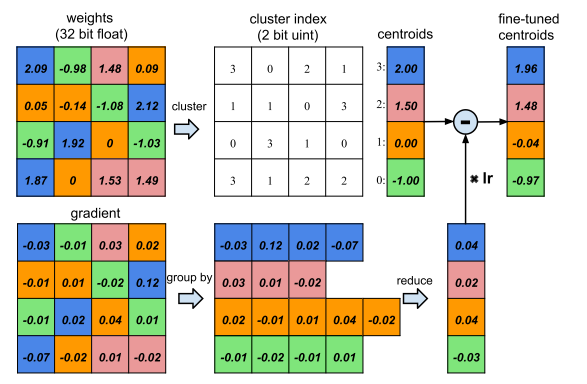 weights
(32 bit float)
cluster index
(2 bit uint)
centroids
fine-tuned
centroids
2.09 -0.98 1.48 0.09
0.05 -0.14 -1.08 2.12
-0.91 1.92 0 -1.03
1.87 0 1.53 1.49
cluster
3 0 2 1
1 1 0 3
0 3 1 0
3 1 2 2
3: 2.00
2: 1.50
1: 0.00
0: -1.00
-
1.96
1.48
-0.04
-0.97
× lr
gradient
-0.03 -0.01 0.03 0.02
-0.01 0.01 -0.02 0.12
-0.01 0.02 0.04 0.01
-0.07 -0.02 0.01 -0.02
group by
-0.03 0.12 0.02 -0.07
0.03 0.01 -0.02
0.02 -0.01 0.01 0.04 -0.02
-0.01 -0.02 -0.01 0.01
reduce
0.04
0.02
0.04
-0.03